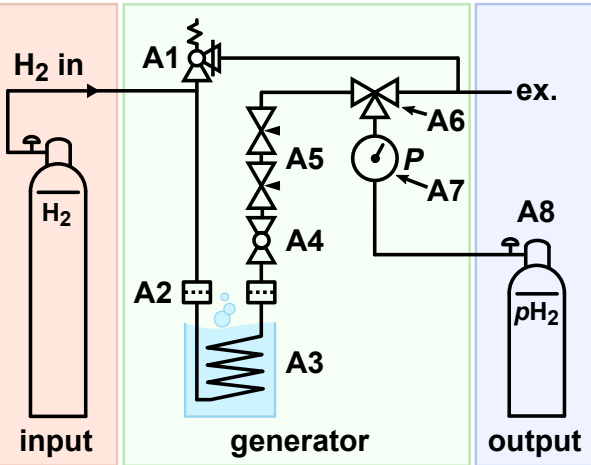 A1
H2 in
ex.
A6
A5
P
A7
H2
A8
A4
A2
pH2
A3
input
generator
output